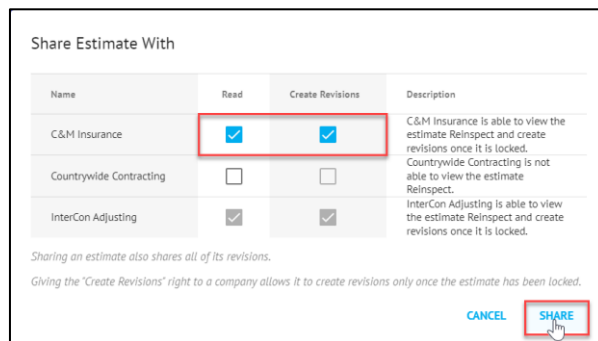 Share Estimate With
Name Read Create Revisions Description
C&M Insurance
C&M Insurance is able to view the
estimate Reinspect and create
revisions once it is locked.
Countrywide Contracting
Countrywide Contracting is not
able to view the estimate
Reinspect.
InterCon Adjusting
InterCon Adjusting is able to view
the estimate Reinspect and create
revisions once it is locked.
Sharing an estimate also shares all of its revisions.
Giving the "Create Revisions" right to a company allows it to create revisions only once the estimate has been locked.
CANCEL SHARE